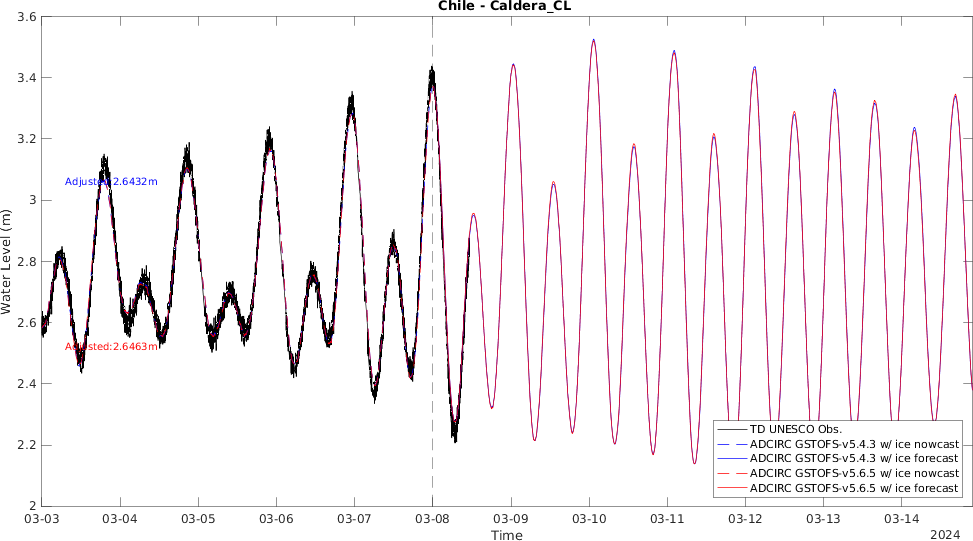 Chile - Caldera_CL
3.6
3.4
3.2
3
2.8
2.6
2.4
2.2
2
Water Level (m)
Adjusted:2.6432m
Adjusted:2.6463m
TD UNESCO Obs.
ADCIRC GSTOFS-v5.4.3 w/ ice nowcast
ADCIRC GSTOFS-v5.4.3 w/ ice forecast
ADCIRC GSTOFS-v5.6.5 w/ ice nowcast
ADCIRC GSTOFS-v5.6.5 w/ ice forecast
03-03 03-04 03-05 03-06 03-07 03-08 03-09 03-10 03-11 03-12 03-13 03-14
Time
2024